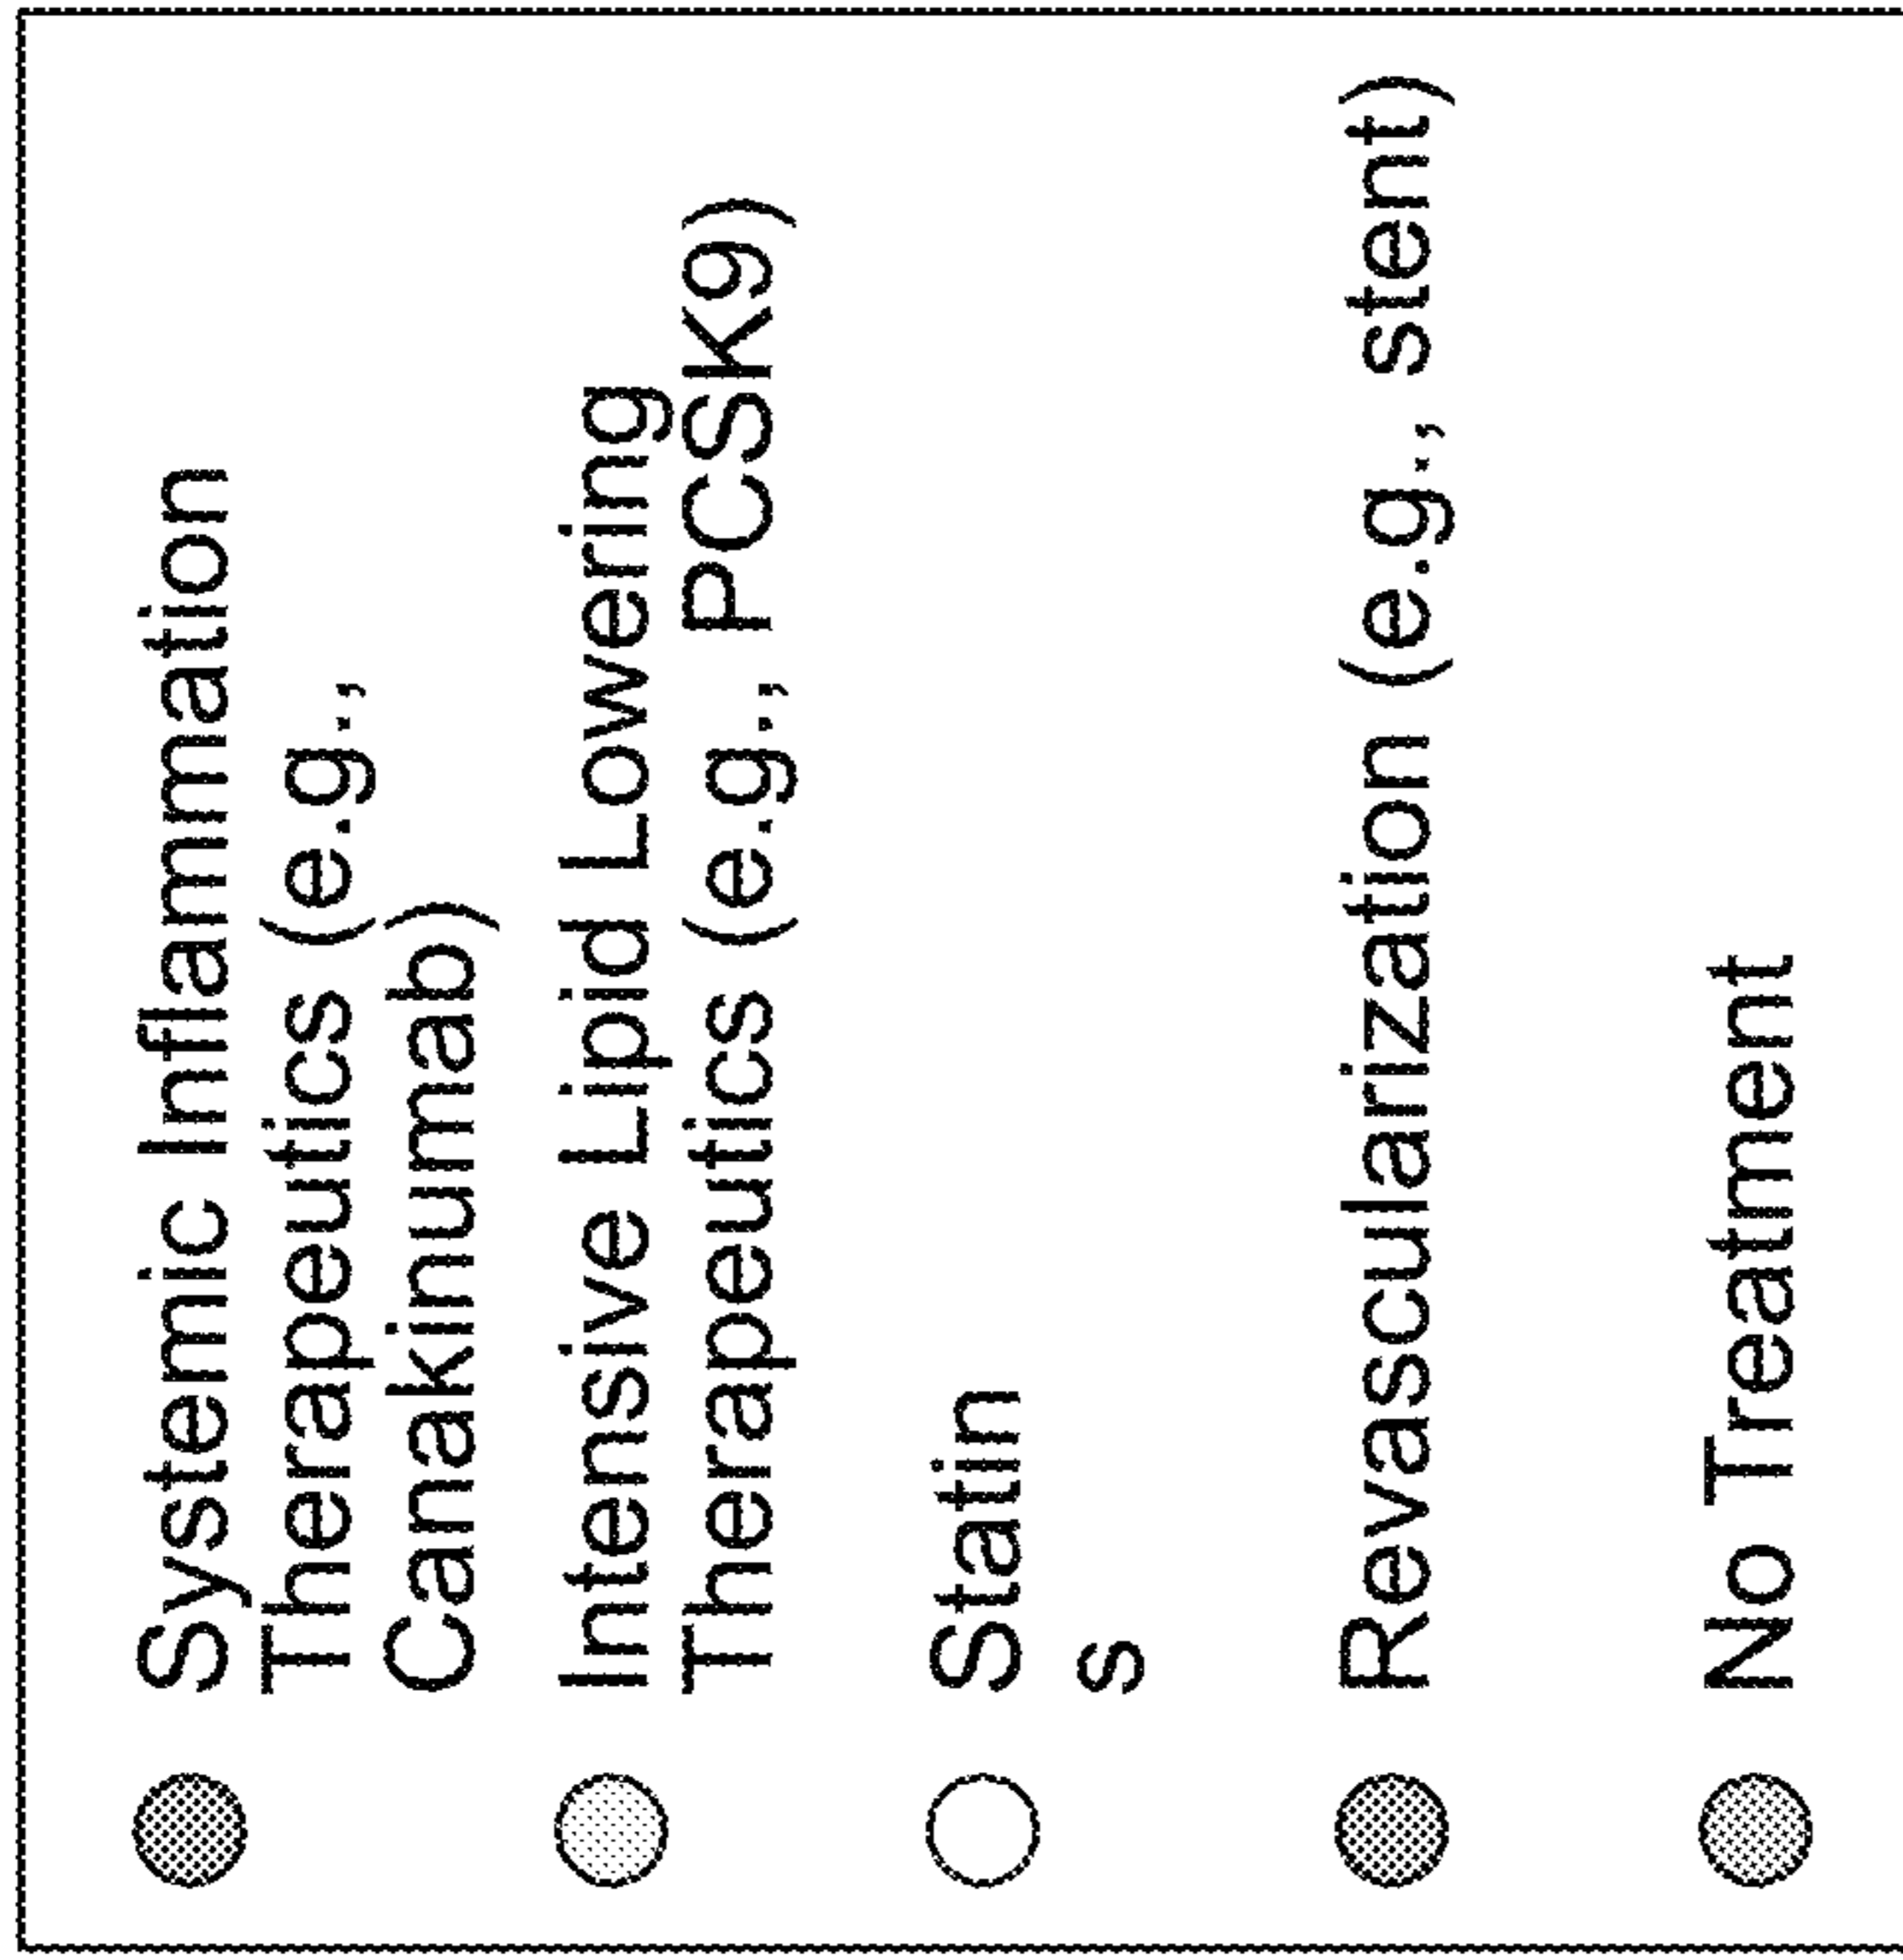 Systemic Inflammation
Therapeutics (e.g.,
Canakinumab)
Intensive Lipid Lowering
Therapeutics (e.g., PCSK9)
Statin
s
Revascularization (e.g., stent)
No Treatment